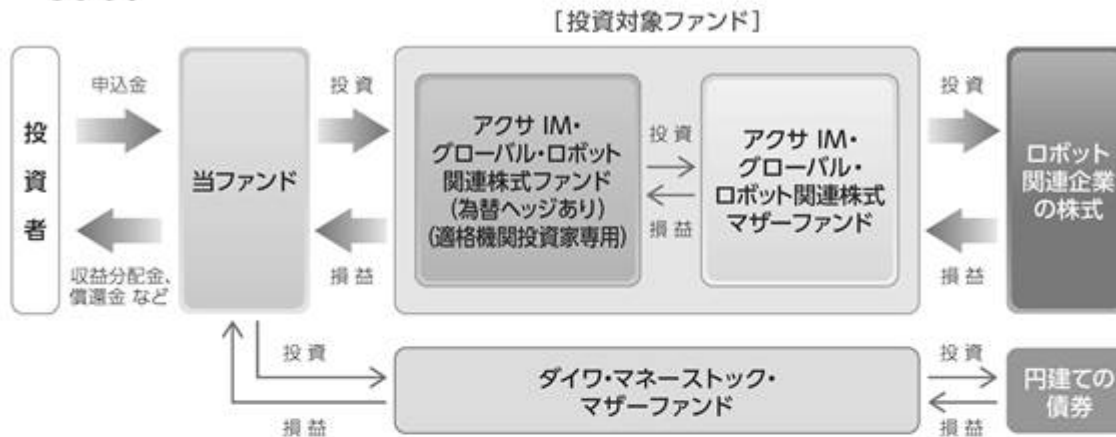 [投資対象ファンド]
投資者
申込金
収益分配金、
償還金 など
当ファンド
投資
損益
アクサ IM・
グローバル・ロボット
関連株式ファンド
(為替ヘッジあり)
(適格機関投資家専用)
投資
損益
アクサ IM・
グローバル・
ロボット関連株式
マザーファンド
投資
損益
ロボット
関連企業
の株式
投資
損益
ダイワ・マネーストック・
マザーファンド
投資
損益
円建ての
債券